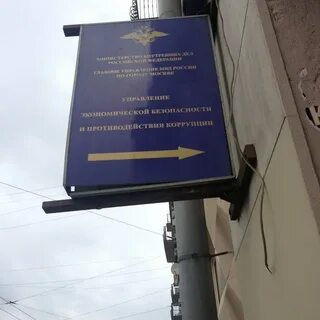 МИНИСТЕРСТВО ВНУТРЕННИХ ДЕЛ
РОССИЙСКОЙ ФЕДЕРАЦИИ
ГЛАВНОЕ УПРАВЛЕНИЕ МВД РОССИИ
ПО ГОРОДУ МОСКВЕ
УПРАВЛЕНИЕ
ЭКОНОМИЧЕСКОЙ БЕЗОПАСНОСТИ
И ПРОТИВОДЕЙСТВИЯ КОРРУПЦИИ